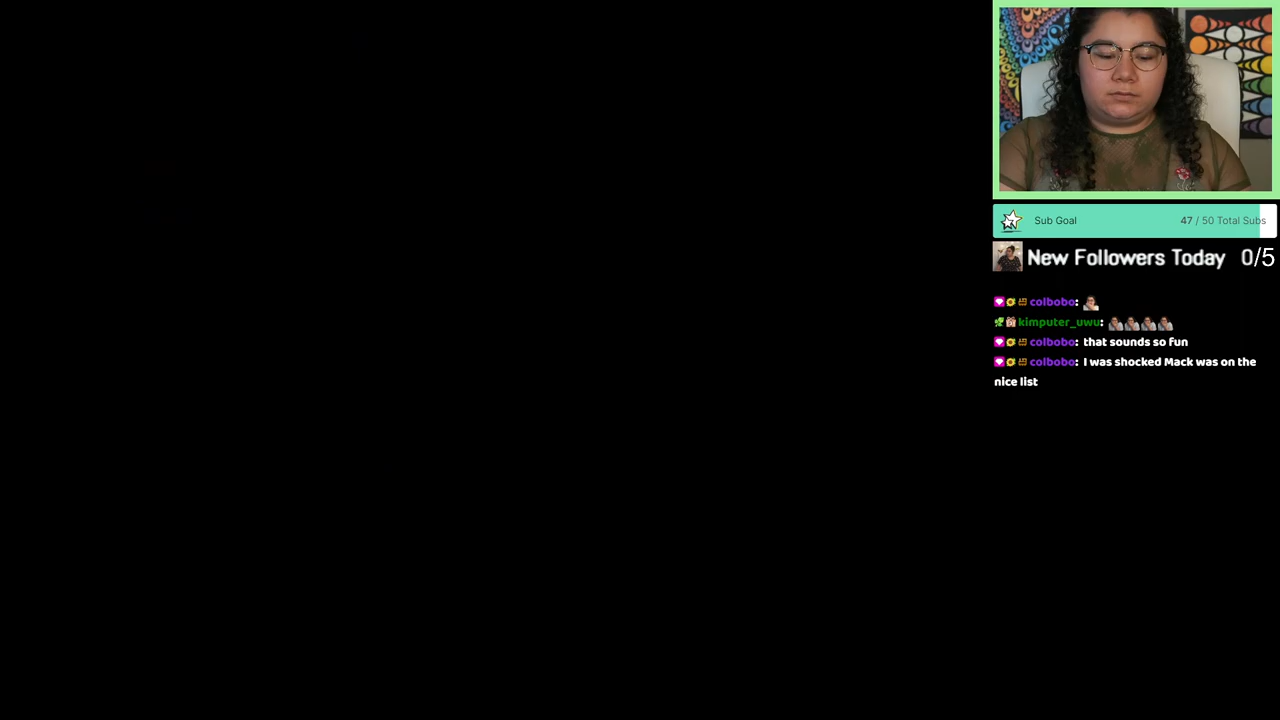 Sub Goal 47 / 50 Total Subs
New Followers Today 0/5
colbobo:
kimputer_uwu:
colbobo: that sounds so fun
colbobo: I was shocked Mack was on the
nice list